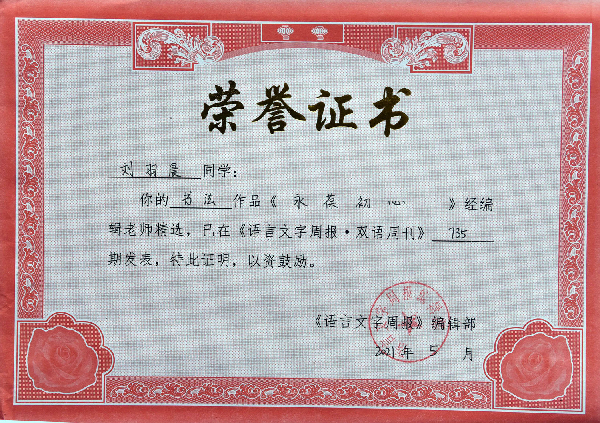 荣誉证书
刘羽晨 同学：
你的 书法 作品《 永葆初心 》经编
辑老师精选，已在《语言文字周报·双语周刊》 735
期发表，特此证明，以资鼓励。
《语言文字周报》编辑部
2021年 5 月